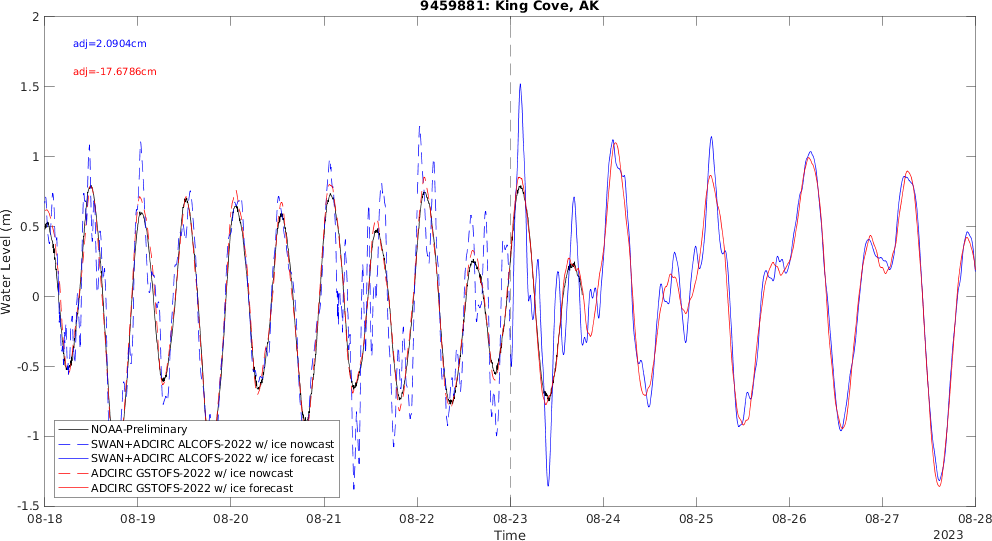 9459881: King Cove, AK
adj=2.0904cm
adj=-17.6786cm
Water Level (m)
2
1.5
1
0.5
0
-0.5
-1
-1.5
NOAA-Preliminary
SWAN+ADCIRC ALCOFS-2022 w/ ice nowcast
SWAN+ADCIRC ALCOFS-2022 w/ ice forecast
ADCIRC GSTOFS-2022 w/ ice nowcast
ADCIRC GSTOFS-2022 w/ ice forecast
08-18 08-19 08-20 08-21 08-22 08-23 08-24 08-25 08-26 08-27 08-28
Time
2023